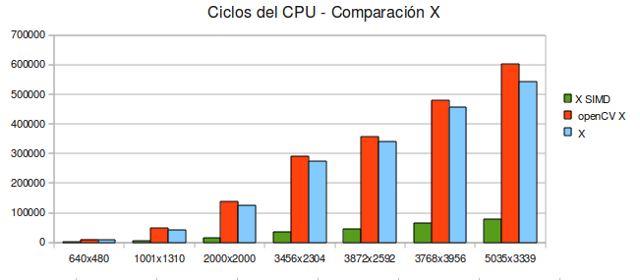 Ciclos del CPU - Comparación X
700000
600000
500000
400000
300000
200000
100000
0
X SIMD
openCV X
X
640x480 1001x1310 2000x2000 3456x2304 3872x2592 3768x3956 5035x3339